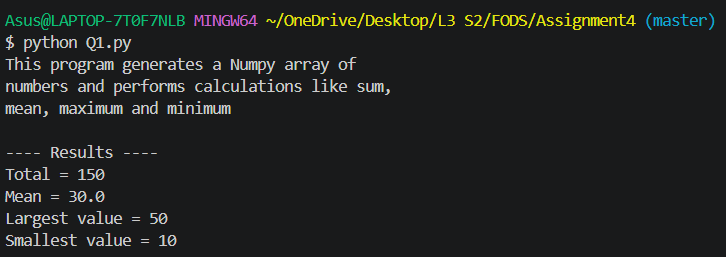 Asus@LAPTOP-7T0F7NLB MINGW64 ~/OneDrive/Desktop/L3 S2/FODS/Assignment4 (master)
$ python Q1.py
This program generates a Numpy array of
numbers and performs calculations like sum,
mean, maximum and minimum

---- Results ----
Total = 150
Mean = 30.0
Largest value = 50
Smallest value = 10